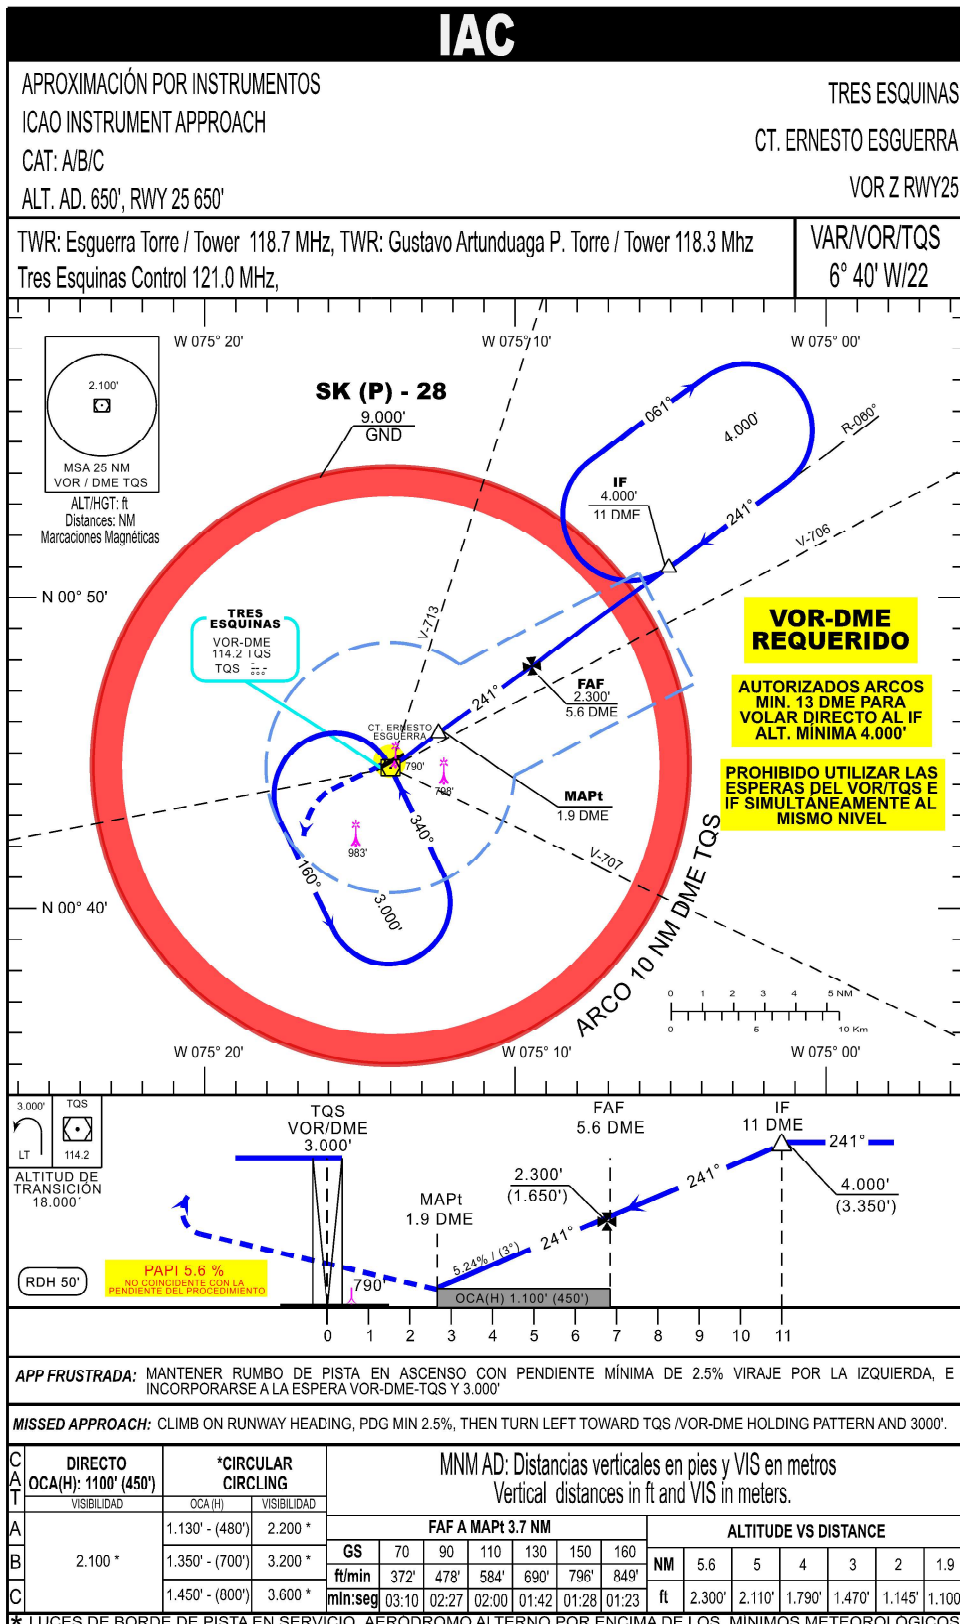 IAC
APROXIMACIÓN POR INSTRUMENTOS
ICAO INSTRUMENT APPROACH
CAT: A/B/C
ALT. AD. 650', RWY 25 650'
TRES ESQUINAS
CT. ERNESTO ESGUERRA
VOR Z RWY25
TWR: Esguerra Torre / Tower 118.7 MHz, TWR: Gustavo Artunduaga P. Torre / Tower 118.3 Mhz
Tres Esquinas Control 121.0 MHz,
VAR/VOR/TQS
6° 40' W/22
W 075° 20'
W 075° 10'
W 075° 00'
2.100'
MSA 25 NM
VOR / DME TQS
ALT/HGT: ft
Distances: NM
Marcaciones Magnéticas
SK (P) - 28
9.000'
GND
061°
4.000'
R-060°
IF
4.000'
11 DME
241°
V-706
N 00° 50'
TRES
ESQUINAS
VOR-DME
114.2 TQS
TQS
V-713
VOR-DME
REQUERIDO
FAF
2.300'
5.6 DME
241°
AUTORIZADOS ARCOS
MIN. 13 DME PARA
VOLAR DIRECTO AL IF
ALT. MÍNIMA 4.000'
CT. ERNESTO
ESGUERRA
790'
798'
MAPt
1.9 DME
PROHIBIDO UTILIZAR LAS
ESPERAS DEL VOR/TQS E
IF SIMULTÁNEAMENTE AL
MISMO NIVEL
983'
340°
160°
3.000'
V-707
N 00° 40'
ARCO 10 NM DME TQS
0 1 2 3 4 5 NM
0 10 Km
W 075° 20'
W 075° 10'
W 075° 00'
3.000'
LT
TQS
114.2
ALTITUD DE
TRANSICIÓN
18.000'
TQS
VOR/DME
3.000'
FAF
5.6 DME
IF
11 DME
241°
2.300'
(1.650')
241°
4.000'
(3.350')
MAPt
1.9 DME
5.24% / (3°)
241°
RDH 50'
PAPI 5.6 %
NO COINCIDENTE CON LA
PENDIENTE DEL PROCEDIMIENTO
790'
OCA(H) 1.100' (450')
0 1 2 3 4 5 6 7 8 9 10 11
APP FRUSTRADA: MANTENER RUMBO DE PISTA EN ASCENSO CON PENDIENTE MÍNIMA DE 2.5% VIRAJE POR LA IZQUIERDA, E
INCORPORARSE A LA ESPERA VOR-DME-TQS Y 3.000'
MISSED APPROACH: CLIMB ON RUNWAY HEADING, PDG MIN 2.5%, THEN TURN LEFT TOWARD TQS /VOR-DME HOLDING PATTERN AND 3000'.
CAT
DIRECTO
OCA(H): 1100' (450')
VISIBILIDAD
*CIRCULAR
CIRCLING
OCA (H) VISIBILIDAD
A 1.130' - (480') 2.200 *
B 2.100 * 1.350' - (700') 3.200 *
C 1.450' - (800') 3.600 *
MNM AD: Distancias verticales en pies y VIS en metros
Vertical distances in ft and VIS in meters.
FAF A MAPt 3.7 NM
GS 70 90 110 130 150 160
ft/min 372' 478' 584' 690' 796' 849'
min:seg 03:10 02:27 02:00 01:42 01:28 01:23
ALTITUDE VS DISTANCE
NM 5.6 5 4 3 2 1.9
ft 2.300' 2.110' 1.790' 1.470' 1.145' 1.100'
* LUCES DE BORDE DE PISTA EN SERVICIO. AERÓDROMO ALTERNO POR ENCIMA DE LOS MÍNIMOS METEOROLÓGICOS